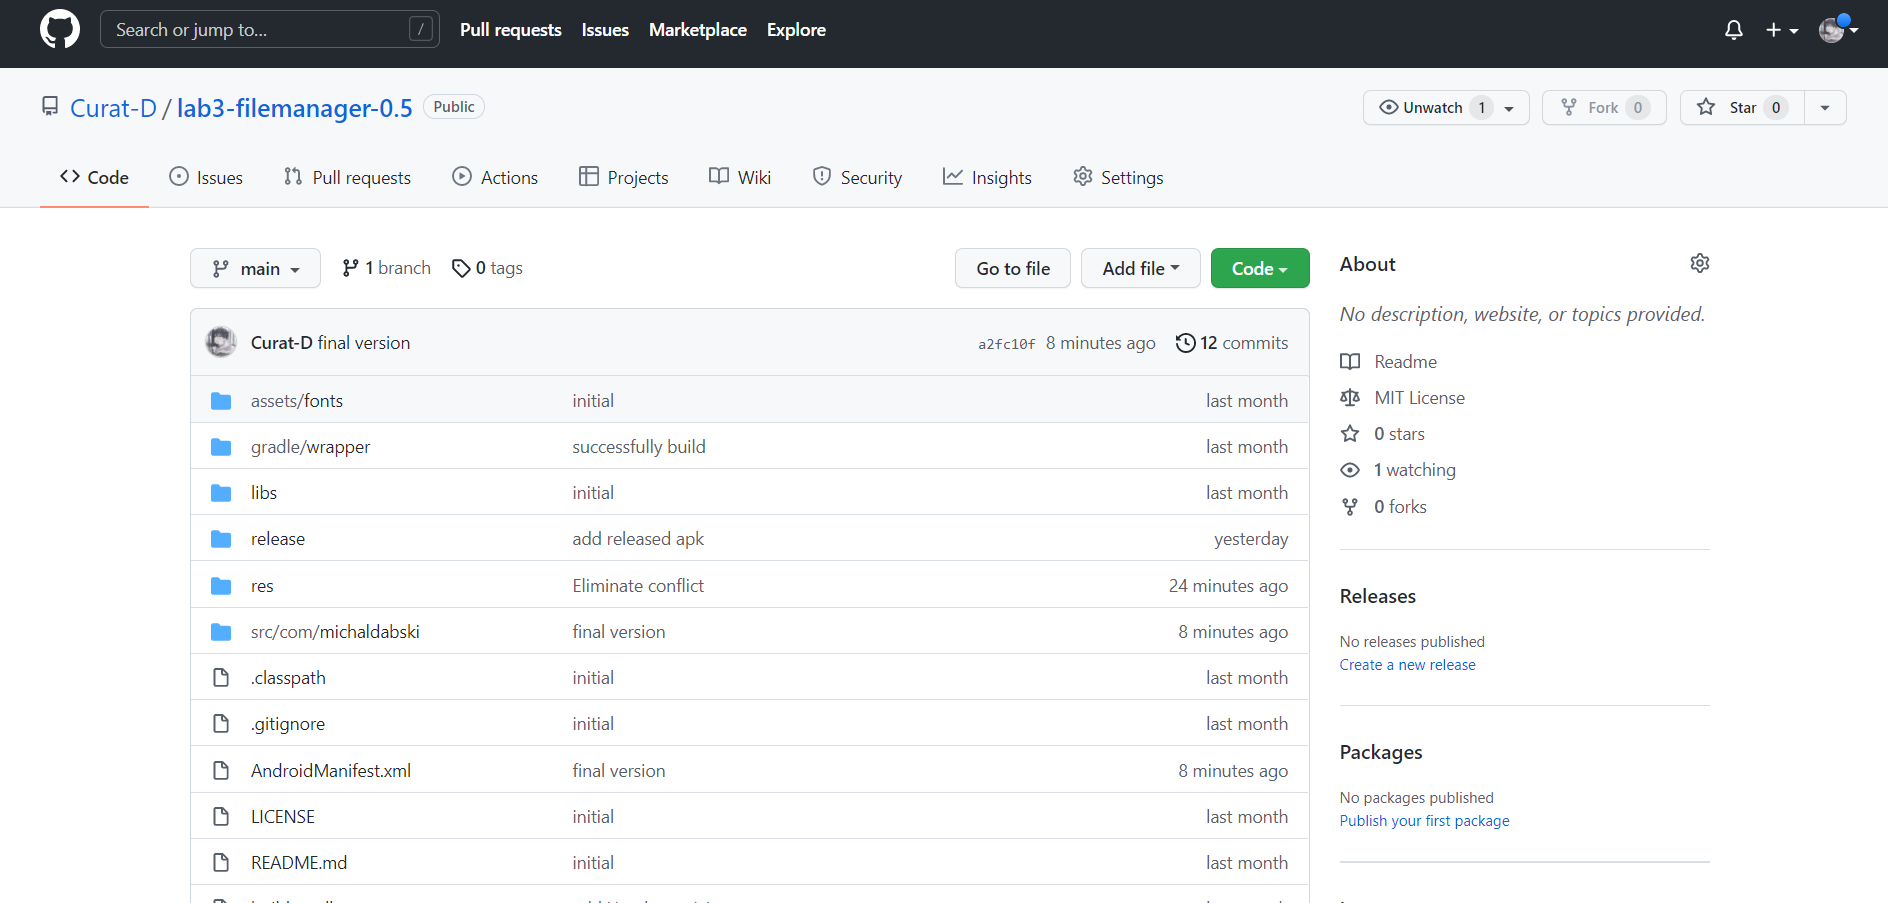 Search or jump to... /
Pull requests Issues Marketplace Explore
Curat-D / lab3-filemanager-0.5 Public
Unwatch 1 Fork 0 Star 0
Code Issues Pull requests Actions Projects Wiki Security Insights Settings
main 1 branch 0 tags
Go to file Add file Code
Curat-D final version a2fc10f 8 minutes ago 12 commits
assets/fonts initial last month
gradle/wrapper successfully build last month
libs initial last month
release add released apk yesterday
res Eliminate conflict 24 minutes ago
src/com/michaldabski final version 8 minutes ago
.classpath initial last month
.gitignore initial last month
AndroidManifest.xml final version 8 minutes ago
LICENSE initial last month
README.md initial last month
About
No description, website, or topics provided.
Readme
MIT License
0 stars
1 watching
0 forks
Releases
No releases published
Create a new release
Packages
No packages published
Publish your first package